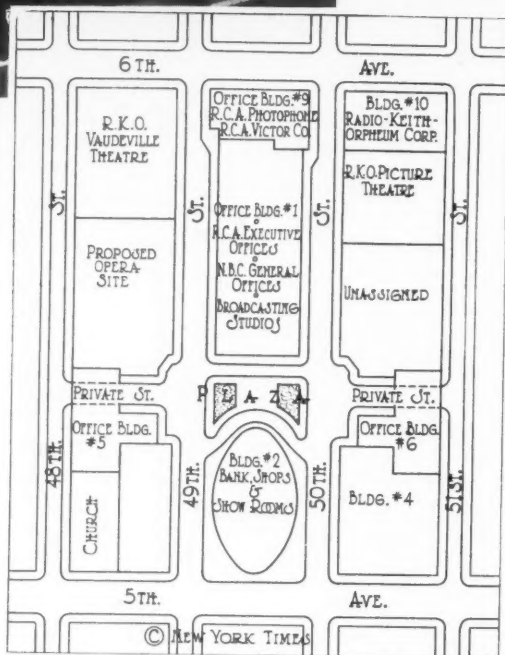 6TH. AVE.
R.K.O.
VAUDEVILLE
THEATRE
OFFICE BLDG.#9
R.C.A. PHOTOPHONE
R.C.A. VICTOR CO.
BLDG.#10
RADIO-KEITH-
ORPHEUM CORP.
R.K.O. PICTURE
THEATRE
ST.
ST.
ST.
ST.
PROPOSED
OPERA
SITE
OFFICE BLDG.#1
R.C.A. EXECUTIVE
OFFICES
N.B.C. GENERAL
OFFICES
BROADCASTING
STUDIOS
UNASSIGNED
PRIVATE ST.
PLAZA
PRIVATE ST.
OFFICE BLDG.
#5
OFFICE BLDG.
#6
48TH.
49TH.
50TH.
51ST.
CHURCH
BLDG.#2
BANK, SHOPS
&
SHOW ROOMS
BLDG.#4
5TH. AVE.
© NEW YORK TIMES